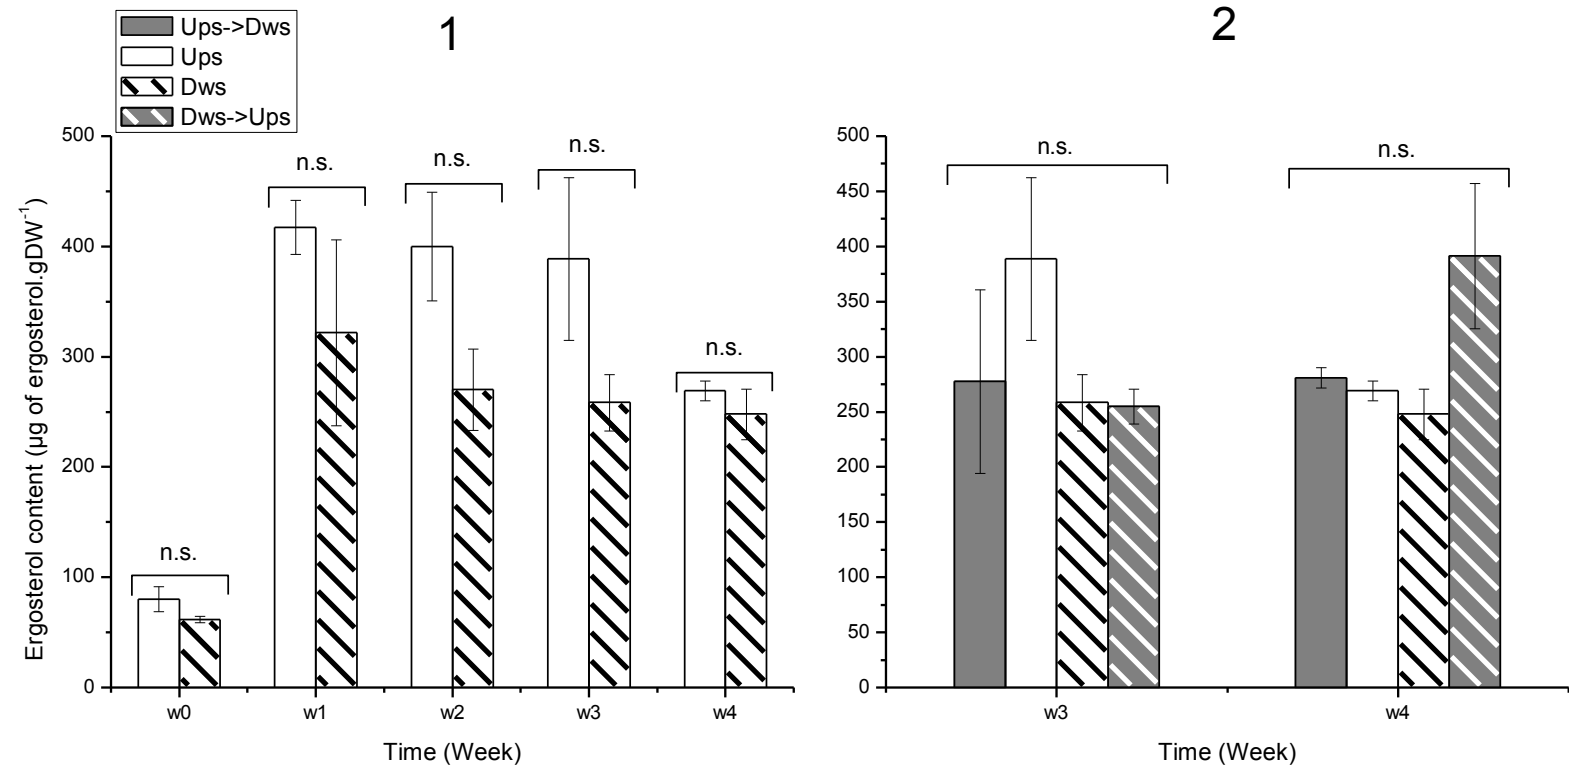 Ups->Dws
Ups
Dws
Dws->Ups
1
2
Ergosterol content (µg of ergosterol.gDW⁻¹)
500
400
300
200
100
0
n.s.
n.s.
n.s.
n.s.
n.s.
w0
w1
w2
w3
w4
Time (Week)
500
450
400
350
300
250
200
150
100
50
0
n.s.
n.s.
w3
w4
Time (Week)